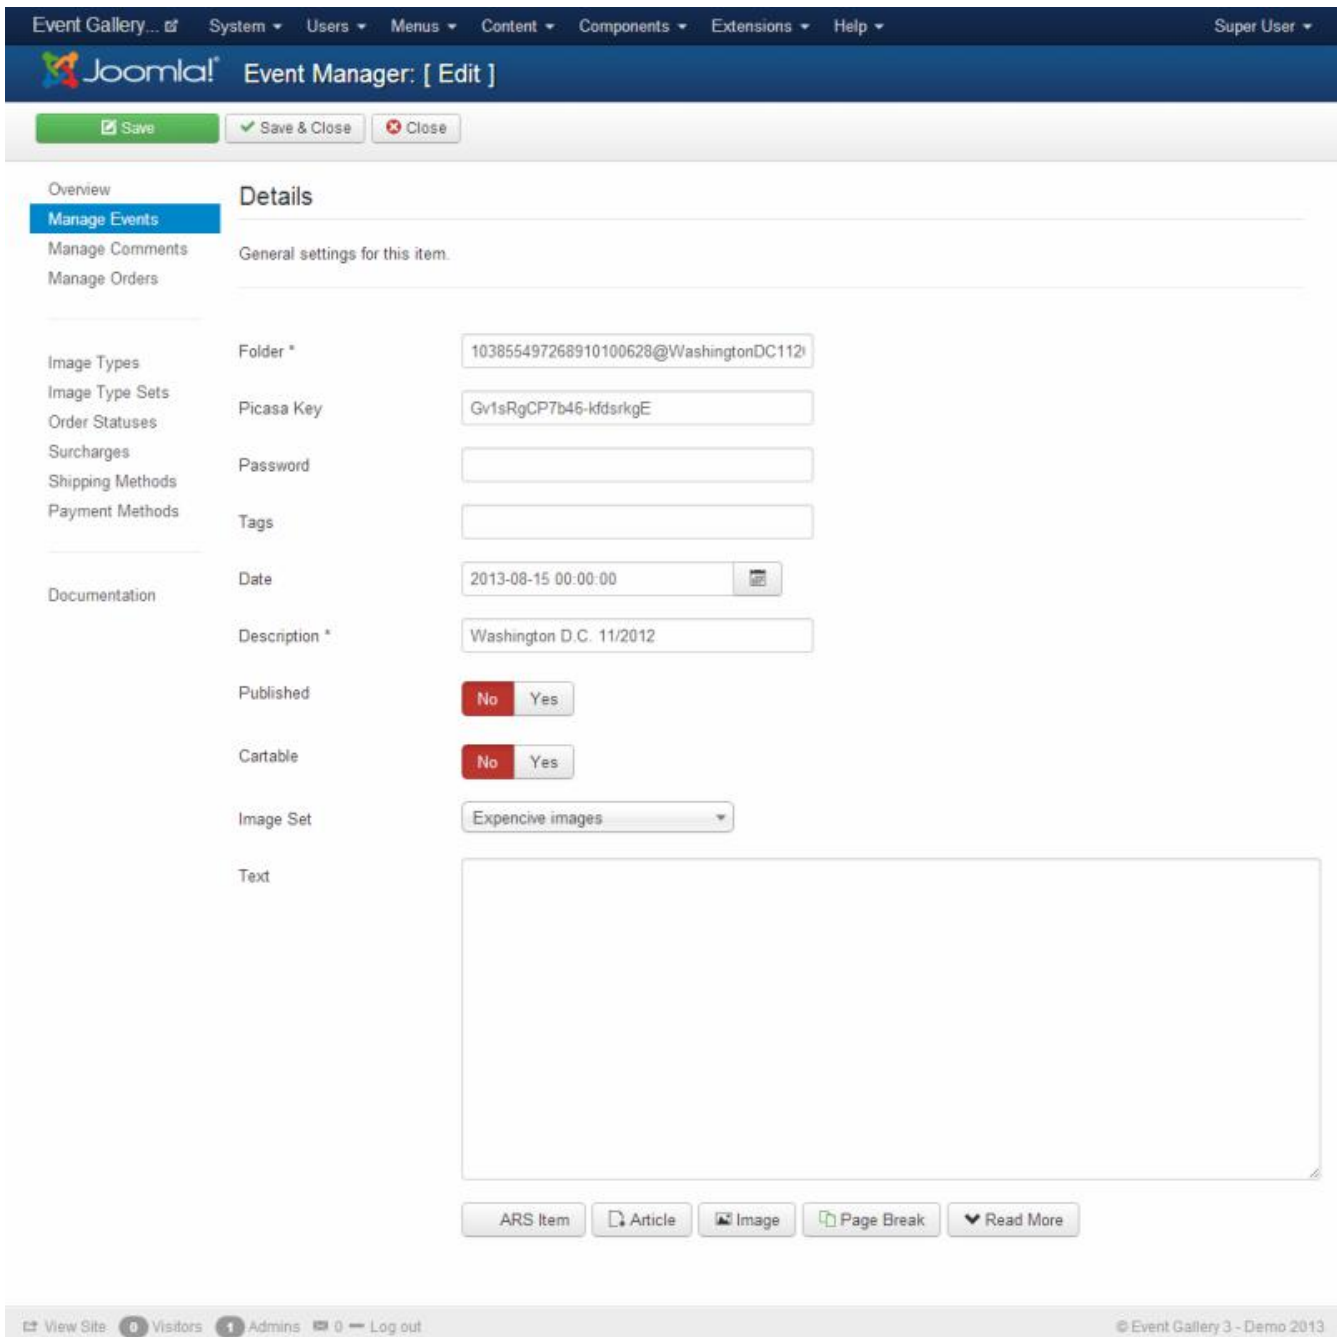 Event Gallery... System Users Menus Content Components Extensions Help Super User
Joomla! Event Manager: [ Edit ]
Save Save & Close Close
Overview
Manage Events
Manage Comments
Manage Orders
Image Types
Image Type Sets
Order Statuses
Surcharges
Shipping Methods
Payment Methods
Documentation
Details
General settings for this item.
Folder * 103855497268910100628@WashingtonDC112
Picasa Key Gv1sRgCP7b46-kfdsrkgE
Password
Tags
Date 2013-08-15 00:00:00
Description * Washington D.C. 11/2012
Published No Yes
Cartable No Yes
Image Set Expencive images
Text
ARS Item Article Image Page Break Read More
View Site 0 Visitors 1 Admins 0 Log out © Event Gallery 3 - Demo 2013